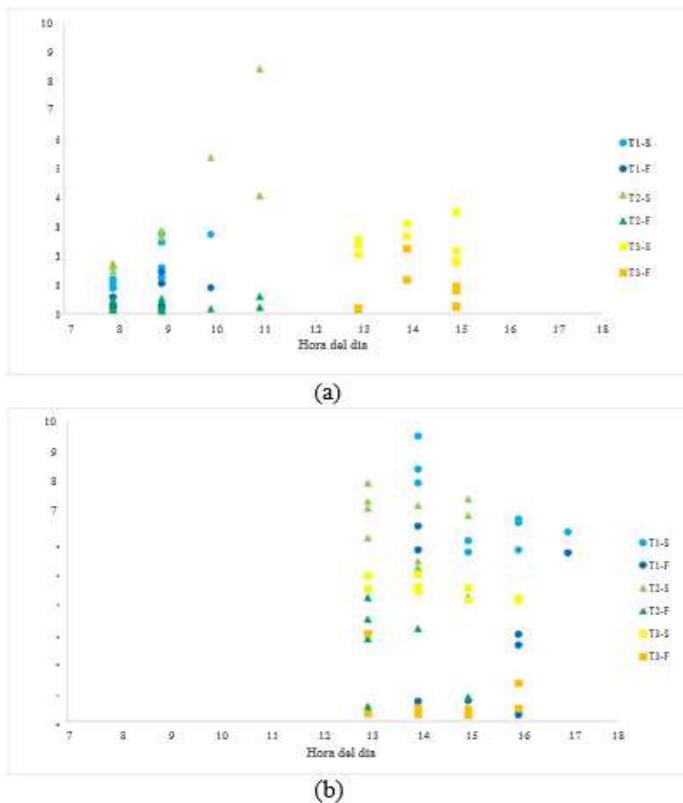 10
9
8
7
6
5
4
3
2
1
0
7 8 9 10 11 12 13 14 15 16 17 18
Hora del dia
T1-S
T1-F
T2-S
T2-F
T3-S
T3-F
(a)
10
9
8
7
7 8 9 10 11 12 13 14 15 16 17 18
Hora del dia
T1-S
T1-F
T2-S
T2-F
T3-S
T3-F
(b)